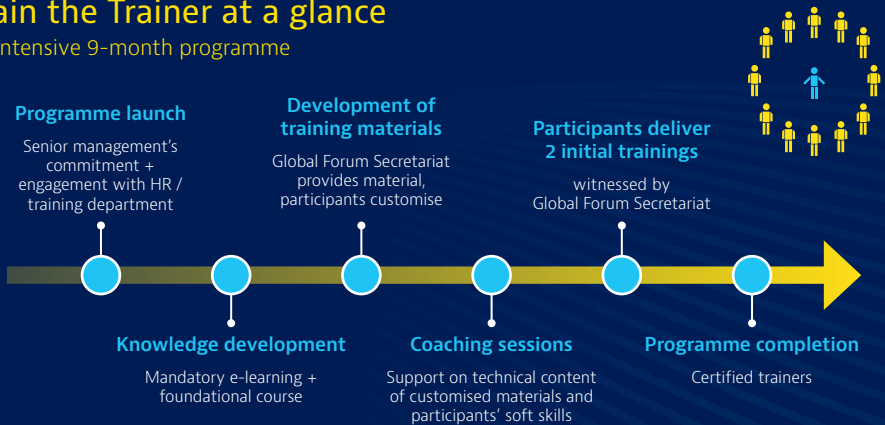 ain the Trainer at a glance
ntensive 9-month programme
Programme launch
Senior management's
commitment +
engagement with HR /
training department
Development of
training materials
Global Forum Secretariat
provides material,
participants customise
Participants deliver
2 initial trainings
witnessed by
Global Forum Secretariat
Knowledge development
Mandatory e-learning +
foundational course
Coaching sessions
Support on technical content
of customised materials and
participants' soft skills
Programme completion
Certified trainers